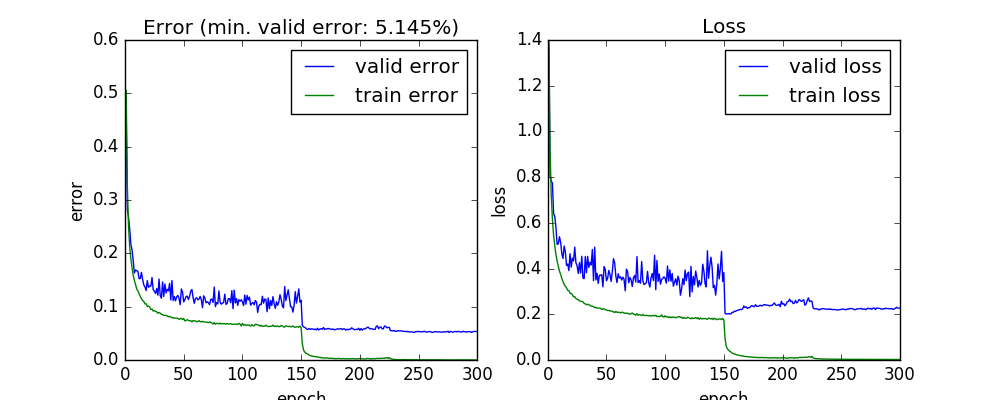 Error (min. valid error: 5.145%)
0.6
0.5
0.4
0.3
0.2
0.1
0.0
error
valid error
train error
0 50 100 150 200 250 300
epoch
Loss
1.4
1.2
1.0
0.8
0.6
0.4
0.2
0.0
loss
valid loss
train loss
0 50 100 150 200 250 300
epoch